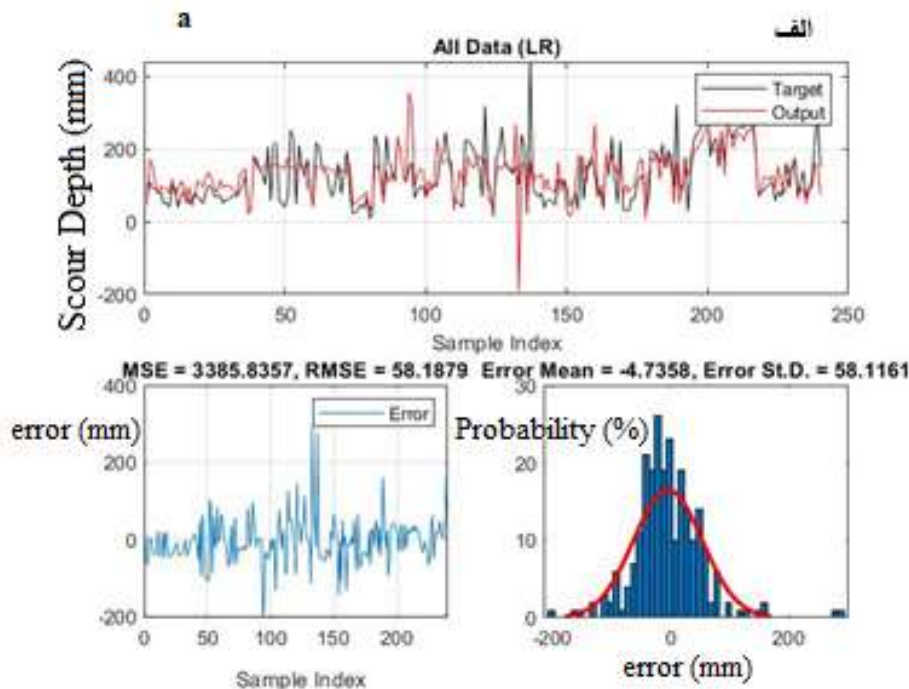 a
الف
All Data (LR)
Scour Depth (mm)
400
200
0
-200
Target
Output
0
50
100
150
200
250
Sample Index
MSE = 3385.8357, RMSE = 58.1879
error (mm)
400
200
0
-200
Error
0
50
100
150
200
Sample Index
Error Mean = -4.7358, Error St.D. = 58.1161
Probability (%)
30
20
10
0
-200
0
200
error (mm)